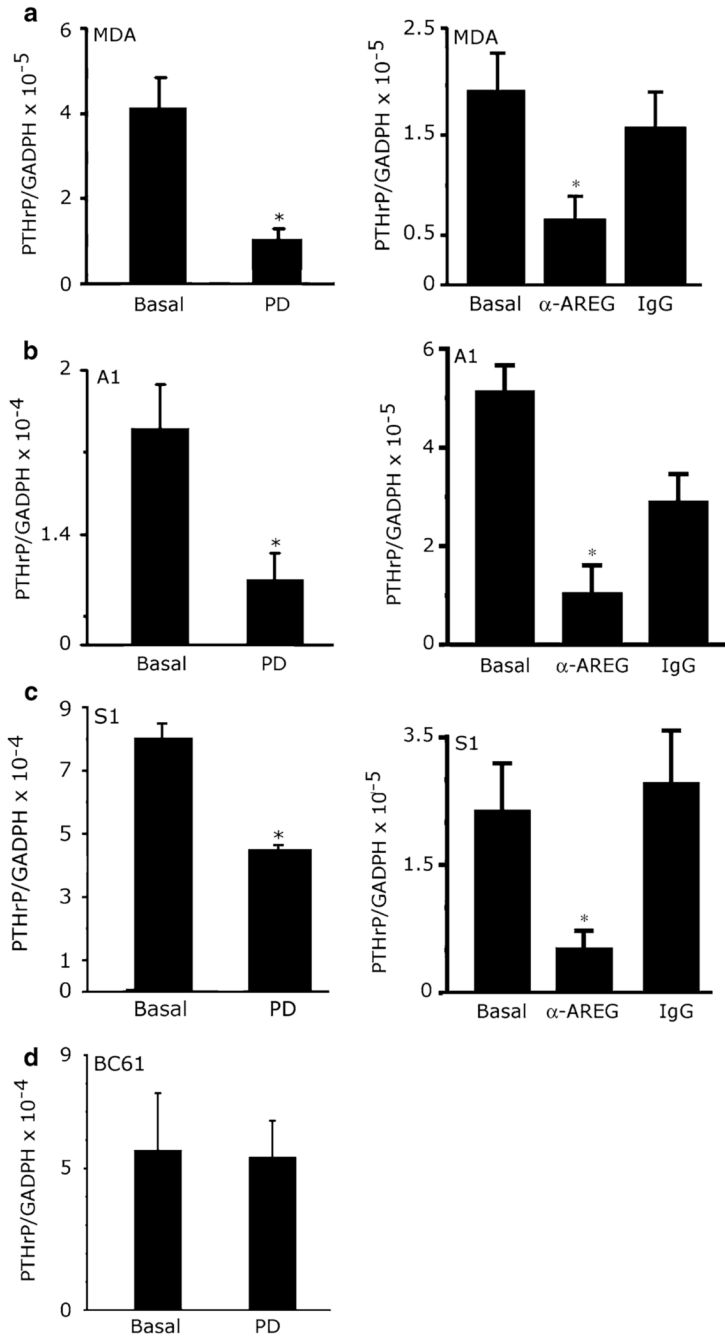 a
MDA
PTHrP/GADPH x 10-5
6
4
2
0
Basal PD
MDA
PTHrP/GADPH x 10-5
2.5
1.5
0.5
0
*
*
Basal α-AREG IgG
b
A1
PTHrP/GADPH x 10-4
2
1.4
0
*
Basal PD
A1
PTHrP/GADPH x 10-5
6
4
2
0
*
Basal α-AREG IgG
c
S1
PTHrP/GADPH x 10-4
9
7
5
3
1
0
*
Basal PD
S1
PTHrP/GADPH x 10-5
3.5
1.5
0
*
Basal α-AREG IgG
d
BC61
PTHrP/GADPH x 10-4
9
5
0
Basal PD